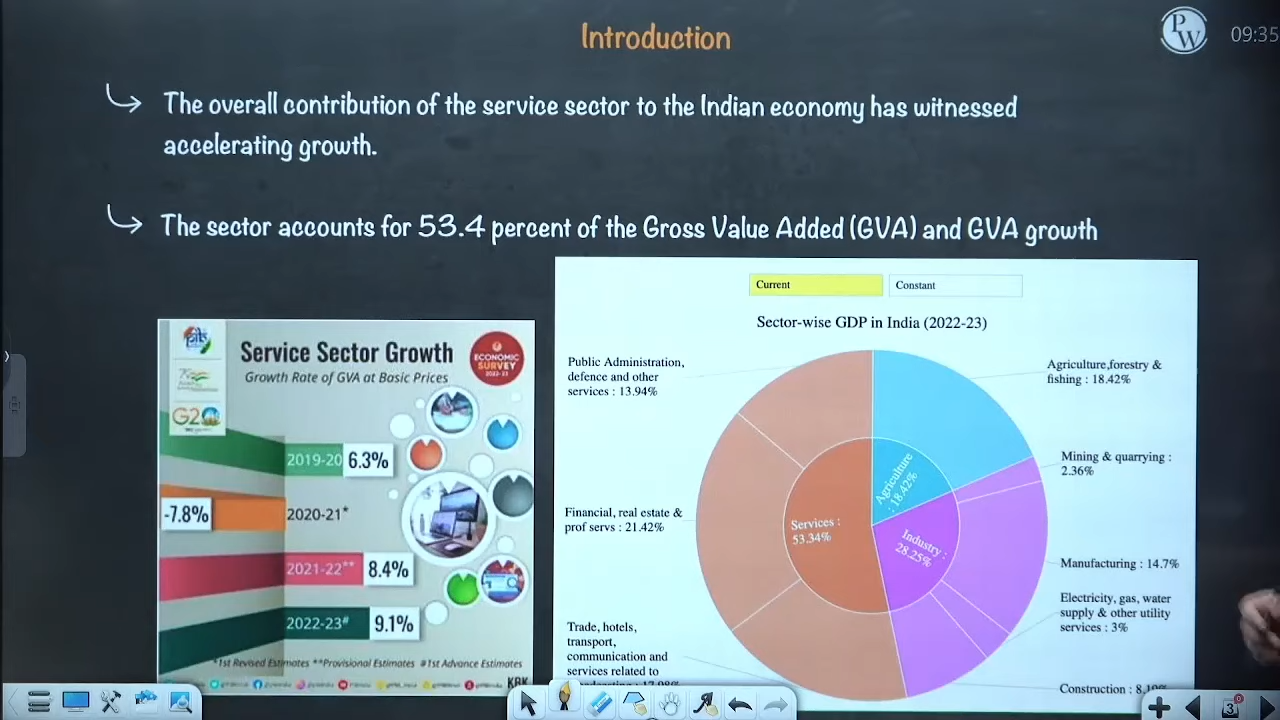 Introduction
PW
09:35
The overall contribution of the service sector to the Indian economy has witnessed
accelerating growth.
The sector accounts for 53.4 percent of the Gross Value Added (GVA) and GVA growth
Service Sector Growth
Growth Rate of GVA at Basic Prices
ECONOMIC
SURVEY
2022-23
G20
2019-20 6.3%
-7.8% 2020-21*
2021-22** 8.4%
2022-23# 9.1%
*1st Revised Estimates **Provisional Estimates #1st Advance Estimates
KBK
Current
Constant
Sector-wise GDP in India (2022-23)
Public Administration,
defence and other
services : 13.94%
Financial, real estate &
prof servs : 21.42%
Trade, hotels,
transport,
communication and
services related to
Agriculture,forestry &
fishing : 18.42%
Mining & quarrying :
2.36%
Manufacturing : 14.7%
Electricity, gas, water
supply & other utility
services : 3%
Construction :
Services :
53.34%
Agriculture
: 18.42%
Industry :
28.25%
3